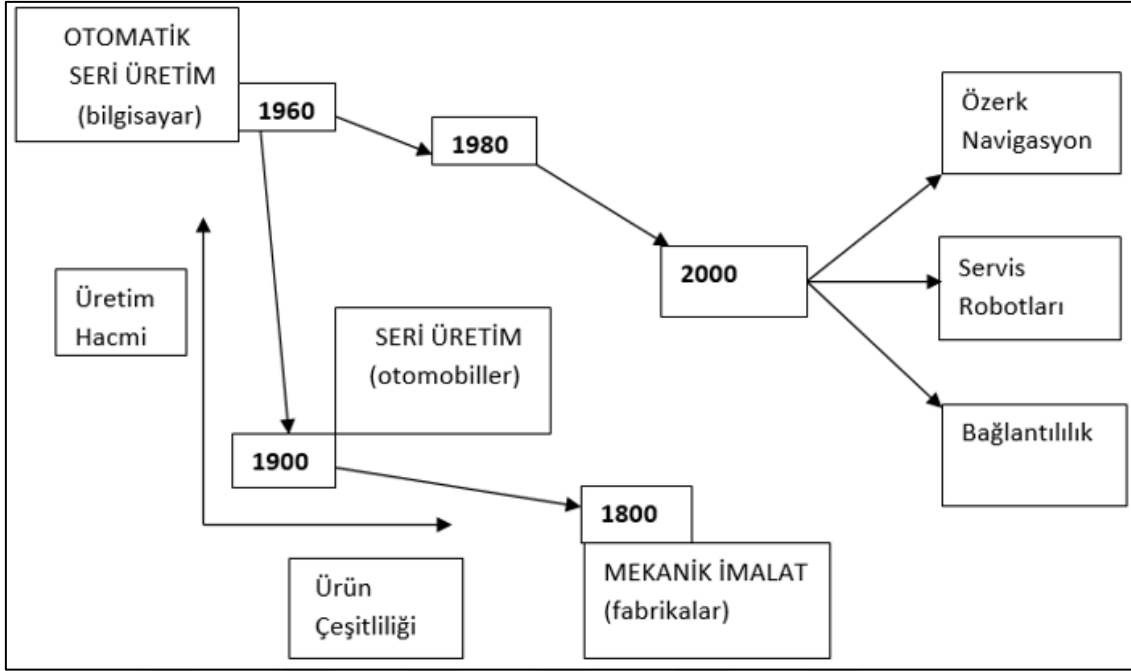 OTOMATİK
SERİ ÜRETİM
(bilgisayar)
1960
1980
Özerk
Navigasyon
2000
Servis
Robotları
Üretim
Hacmi
SERİ ÜRETİM
(otomobiller)
Bağlantılılık
1900
1800
MEKANİK İMALAT
(fabrikalar)
Ürün
Çeşitliliği